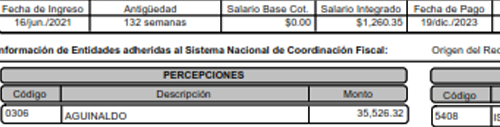 Fecha de Ingreso Antigüedad Salario Base Cot. Salario Integrado Fecha de Pago
16/jun./2021 132 semanas $0.00 $1,260.35 19/dic./2023
nformación de Entidades adheridas al Sistema Nacional de Coordinación Fiscal: Origen del Rec
PERCEPCIONES
Código Descripción Monto Código
0306 AGUINALDO 35,526.32 5408 IS